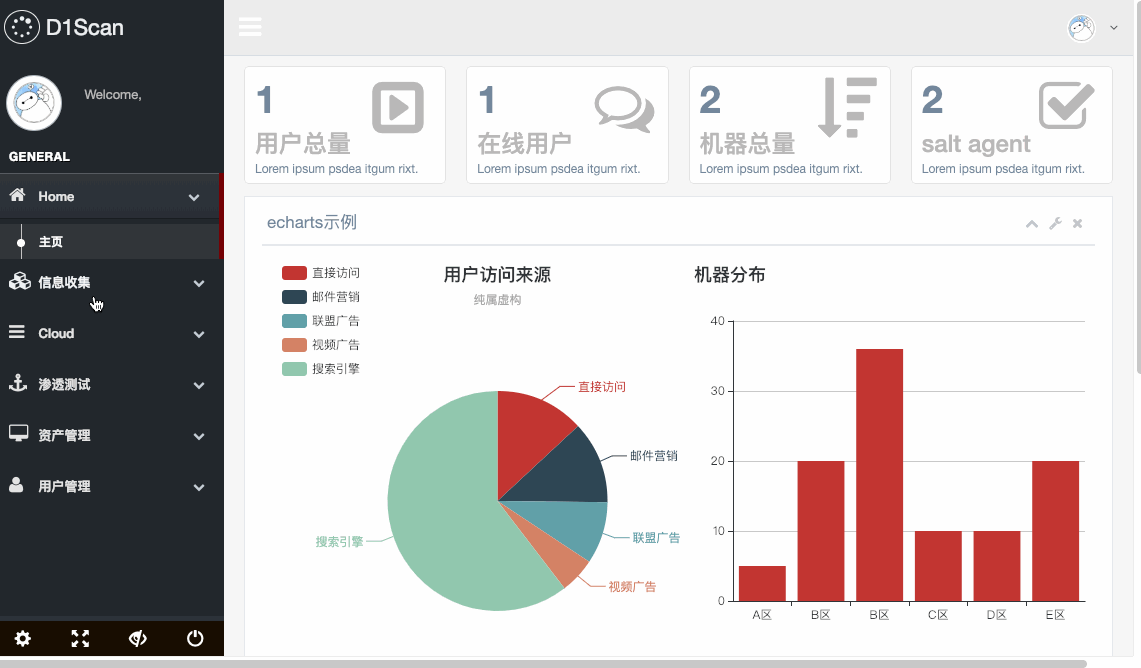 D1Scan
Welcome,
GENERAL
Home
主页
信息收集
Cloud
渗透测试
资产管理
用户管理
1
用户总量
Lorem ipsum psdea itgum rixt.
1
在线用户
Lorem ipsum psdea itgum rixt.
2
机器总量
Lorem ipsum psdea itgum rixt.
2
salt agent
Lorem ipsum psdea itgum rixt.
echarts示例
直接访问
邮件营销
联盟广告
视频广告
搜索引擎
用户访问来源
纯属虚构
直接访问
邮件营销
联盟广告
视频广告
搜索引擎
机器分布
40
30
20
10
0
A区
B区
B区
C区
D区
E区